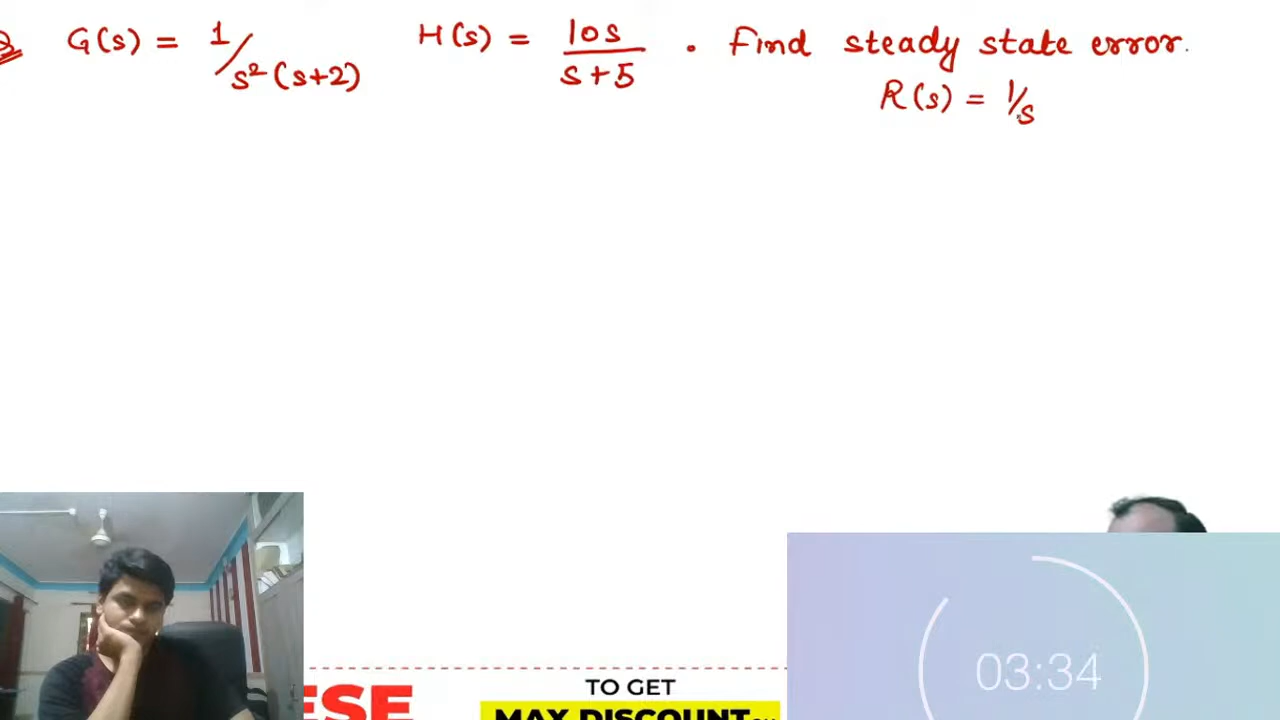 G(s) = 1/s²(s+2) H(s) = 10s/s+5 . Find steady state error.
R(s) = 1/s
03:34
TO GET
ESE
MAX DISCOUNT